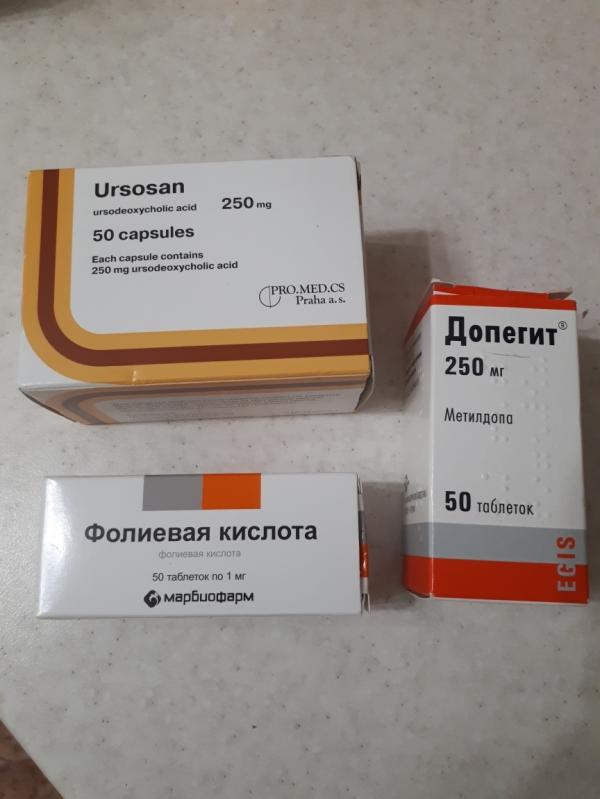 Ursosan
ursodeoxycholic acid 250 mg
50 capsules
Each capsule contains
250 mg ursodeoxycholic acid
PRO.MED.CS
Praha a.s.
Допегит®
250 мг
Метилдопа
50 таблеток
EGIS
Фолиевая кислота
фолиевая кислота
50 таблеток по 1 мг
марбиофарм